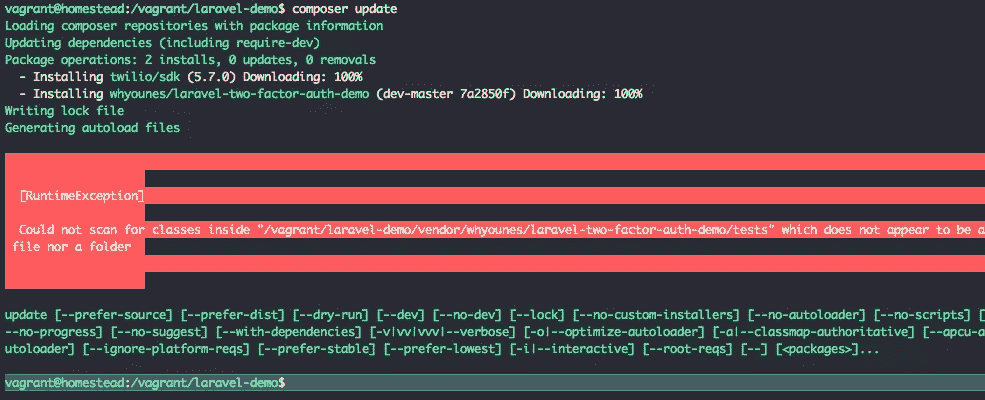 vagrant@homestead:/vagrant/laravel-demo$ composer update
Loading composer repositories with package information
Updating dependencies (including require-dev)
Package operations: 2 installs, 0 updates, 0 removals
- Installing twilio/sdk (5.7.0) Downloading: 100%
- Installing whyounes/laravel-two-factor-auth-demo (dev-master 7a2850f) Downloading: 100%
Writing lock file
Generating autoload files
[RuntimeException]
Could not scan for classes inside "/vagrant/laravel-demo/vendor/whyounes/laravel-two-factor-auth-demo/tests" which does not appear to be a
file nor a folder
update [--prefer-source] [--prefer-dist] [--dry-run] [--dev] [--no-dev] [--lock] [--no-custom-installers] [--no-autoloader] [--no-scripts] [
--no-progress] [--no-suggest] [--with-dependencies] [-v|vv|vvv|--verbose] [-o|--optimize-autoloader] [-a|--classmap-authoritative] [--apcu-a
utoloader] [--ignore-platform-reqs] [--prefer-stable] [--prefer-lowest] [-i|--interactive] [--root-reqs] [--] [<packages>]...
vagrant@homestead:/vagrant/laravel-demo$